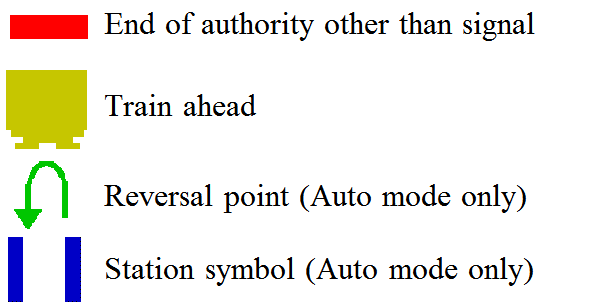 End of authority other than signal
Train ahead
Reversal point (Auto mode only)
Station symbol (Auto mode only)